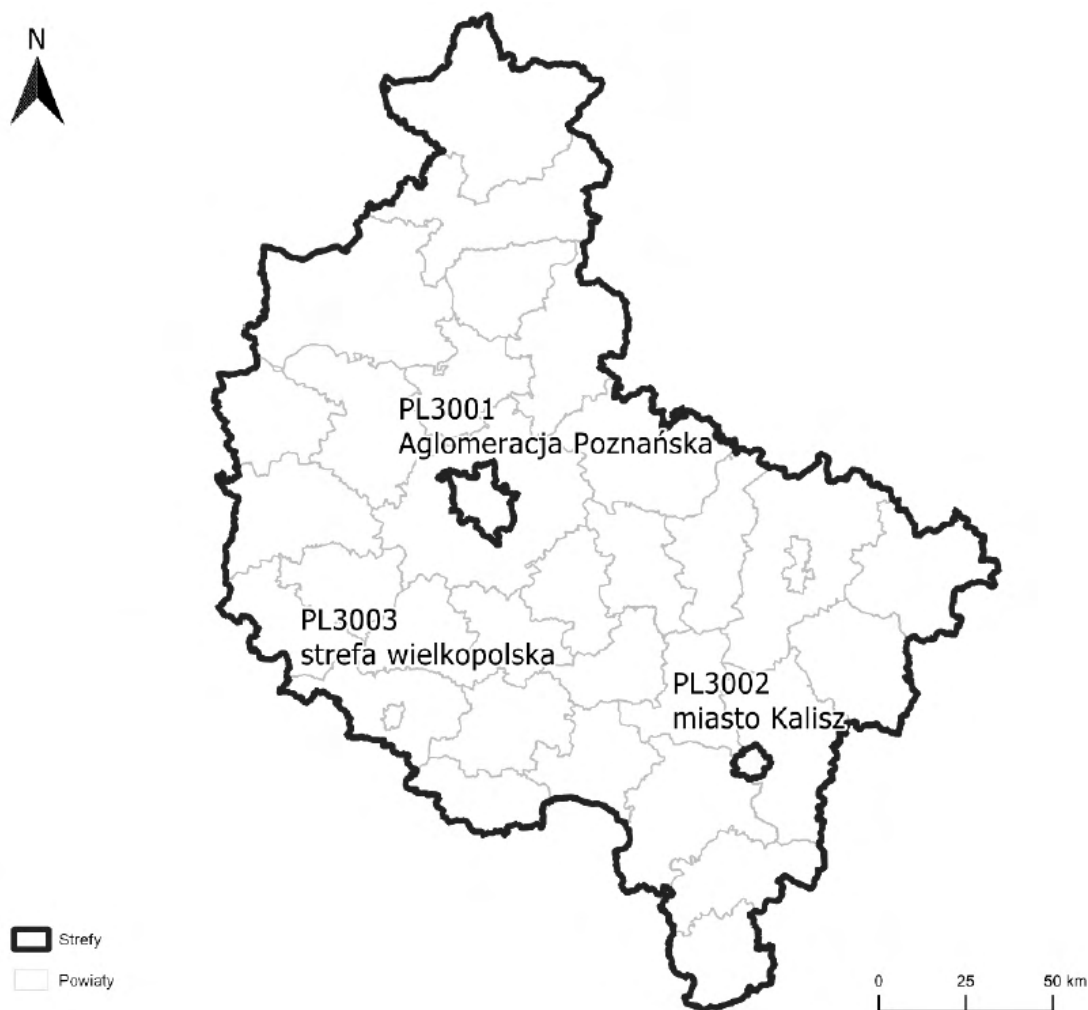 N
PL3001
Aglomeracja Poznańska
PL3003
strefa wielkopolska
PL3002
miasto Kalisz
Strefy
Powiaty
0 25 50 km